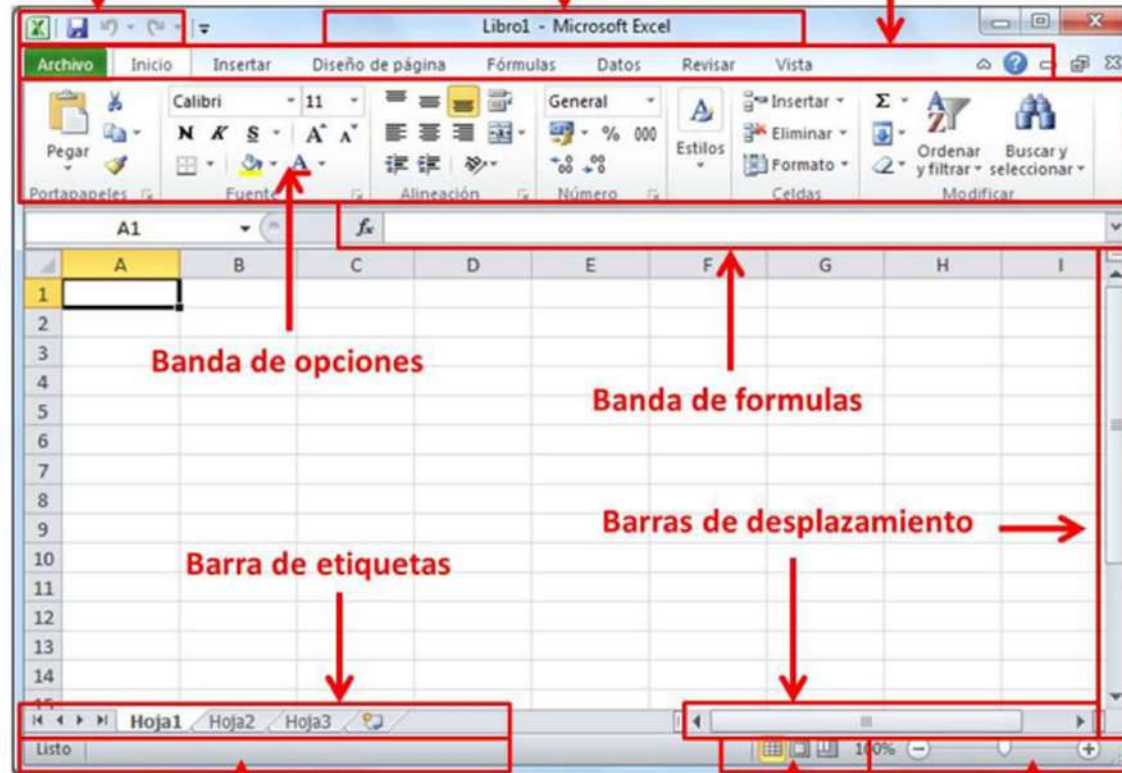 Libro1 - Microsoft Excel
Archivo Inicio Insertar Diseño de página Fórmulas Datos Revisar Vista
Calibri 11 General Insertar Σ
N K S A A % 000 Eliminar
Pegar Estilos Formato Ordenar y filtrar Buscar y seleccionar
Portapapeles Fuente Alineación Número Celdas Modificar
A1 fx
A B C D E F G H I
1
2
3
Banda de opciones
4
5
Banda de formulas
6
7
8
9
Barras de desplazamiento
10
Barra de etiquetas
11
12
13
14
15
Hoja1 Hoja2 Hoja3
Listo 100%